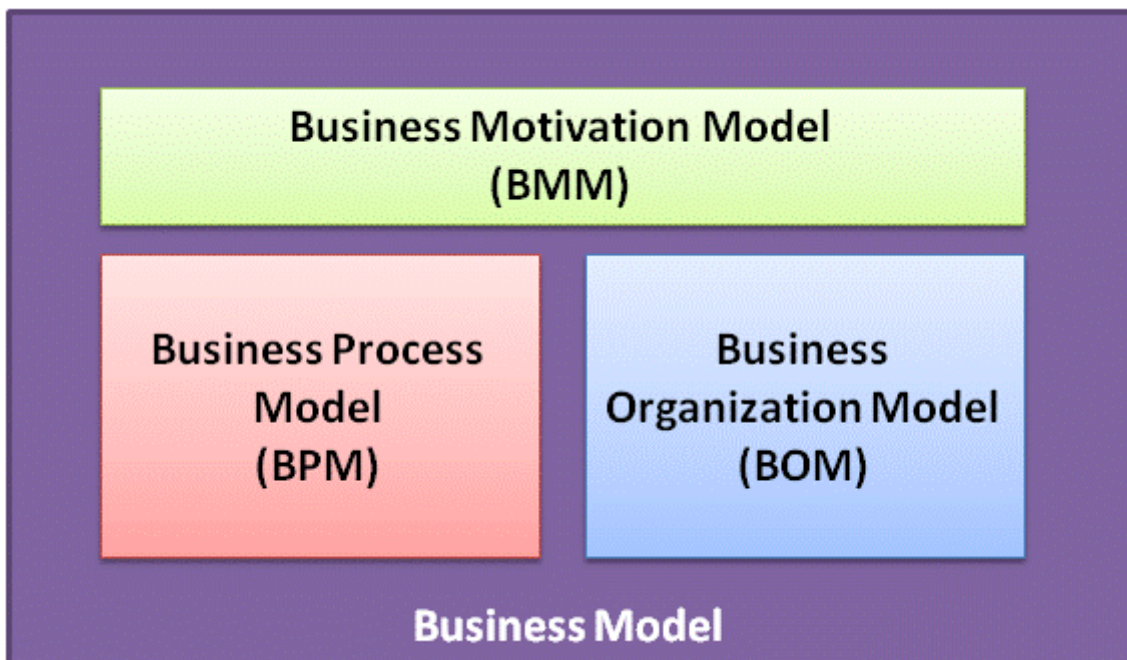 Business Motivation Model
(BMM)
Business Process
Model
(BPM)
Business
Organization Model
(BOM)
Business Model